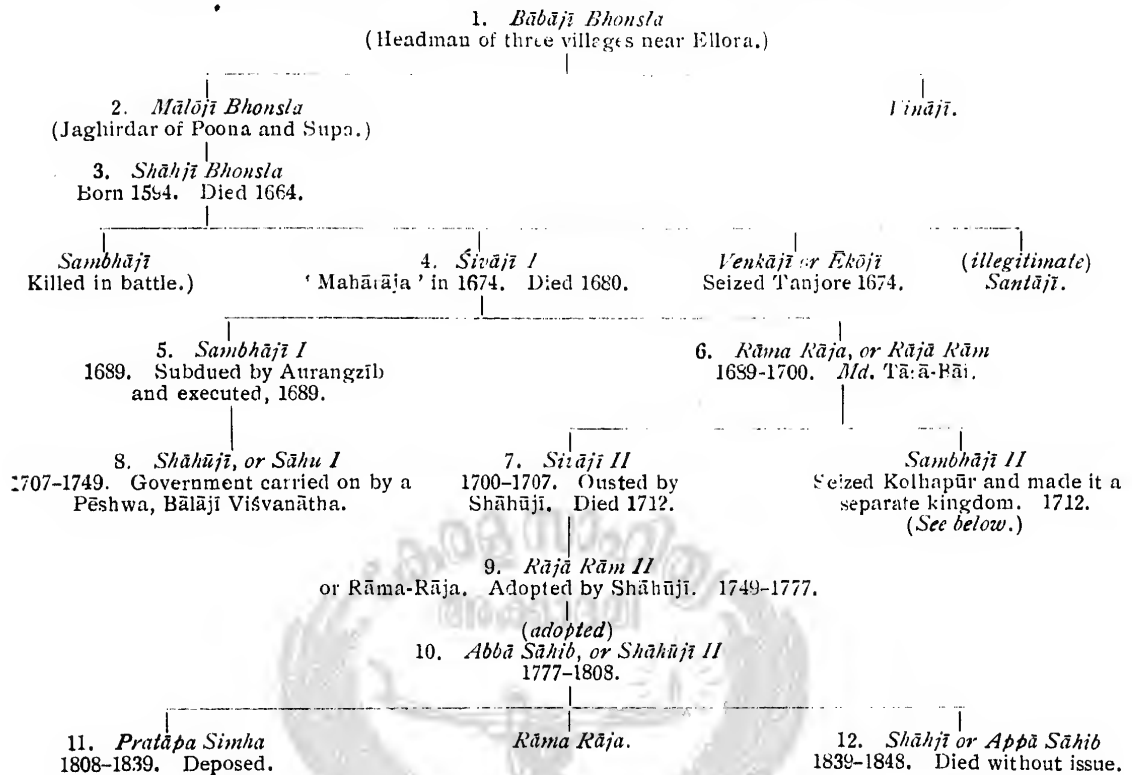 1. Bābājī Bhonsla
(Headman of three villages near Ellora.)
2. Mālōjī Bhonsla
(Jaghirdar of Poona and Supa.)
Vināji.
3. Shāhjī Bhonsla
Born 1594. Died 1664.
Sambhājī
Killed in battle.)
4. Śivājī I
' Mahārāja ' in 1674. Died 1680.
Venkājī or Ēkōjī
Seized Tanjore 1674.
(illegitimate)
Santājī.
5. Sambhājī I
1689. Subdued by Aurangzīb
and executed, 1689.
6. Rāma Rāja, or Rājā Rām
1689-1700. Md. Tārā-Bāi.
8. Shāhūjī, or Sāhu I
1707-1749. Government carried on by a
Pēshwa, Bālājī Viśvanātha.
7. Sivāji II
1700-1707. Ousted by
Shāhūjī. Died 1712.
Sambhājī II
Seized Kolhapūr and made it a
separate kingdom. 1712.
(See below.)
9. Rājā Rām II
or Rāma-Rāja. Adopted by Shāhūjī. 1749-1777.
(adopted)
10. Abbā Sāhib, or Shāhūjī II
1777-1808.
11. Pratāpa Simha
1808-1839. Deposed.
Rāma Rāja.
12. Shāhjī or Appā Sāhib
1839-1848. Died without issue.